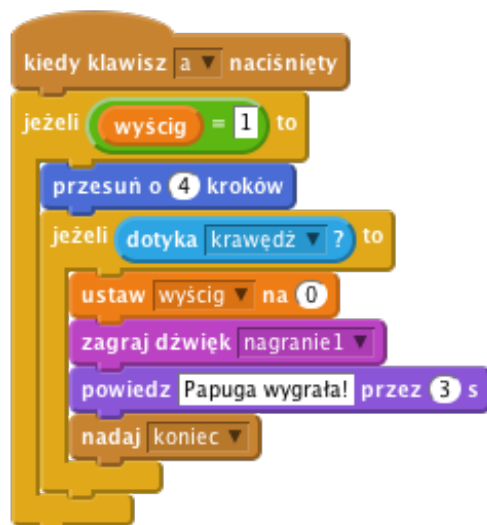 kiedy klawisz a naciśnięty
jeżeli wyścig = 1 to
przesuń o 4 kroków
jeżeli dotyka krawędź ? to
ustaw wyścig na 0
zagraj dźwięk nagranie1
powiedz Papuga wygrała! przez 3 s
nadaj koniec